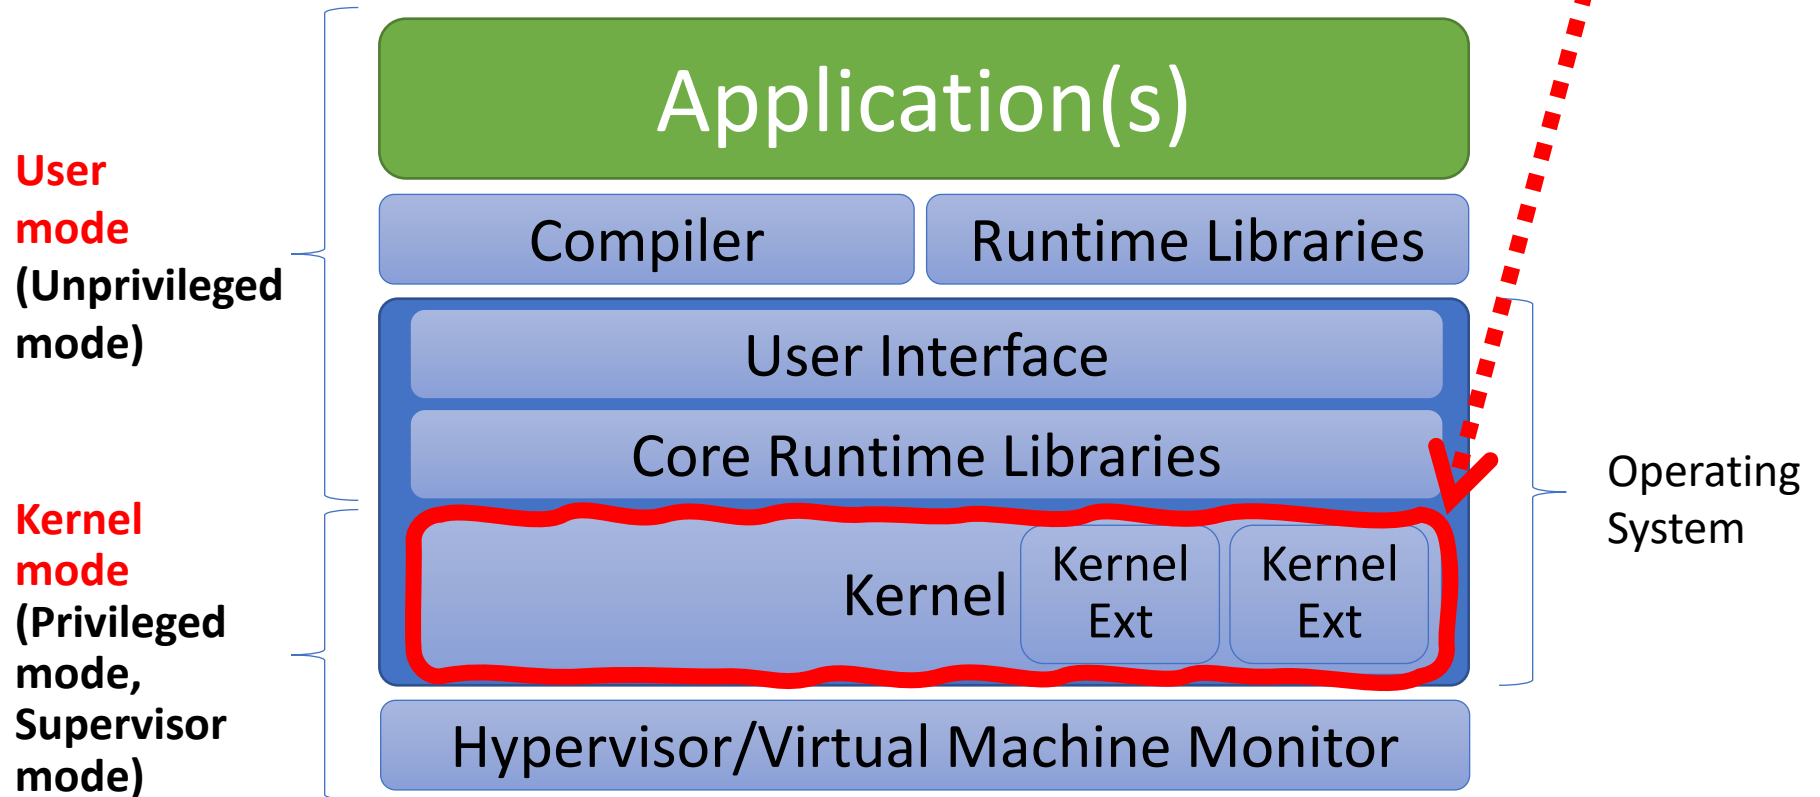 Application(s)
Compiler
Runtime Libraries
User
mode
(Unprivileged
mode)
User Interface
Core Runtime Libraries
Operating
System
Kernel
mode
(Privileged
mode,
Supervisor
mode)
Kernel
Kernel
Ext
Kernel
Ext
Hypervisor/Virtual Machine Monitor